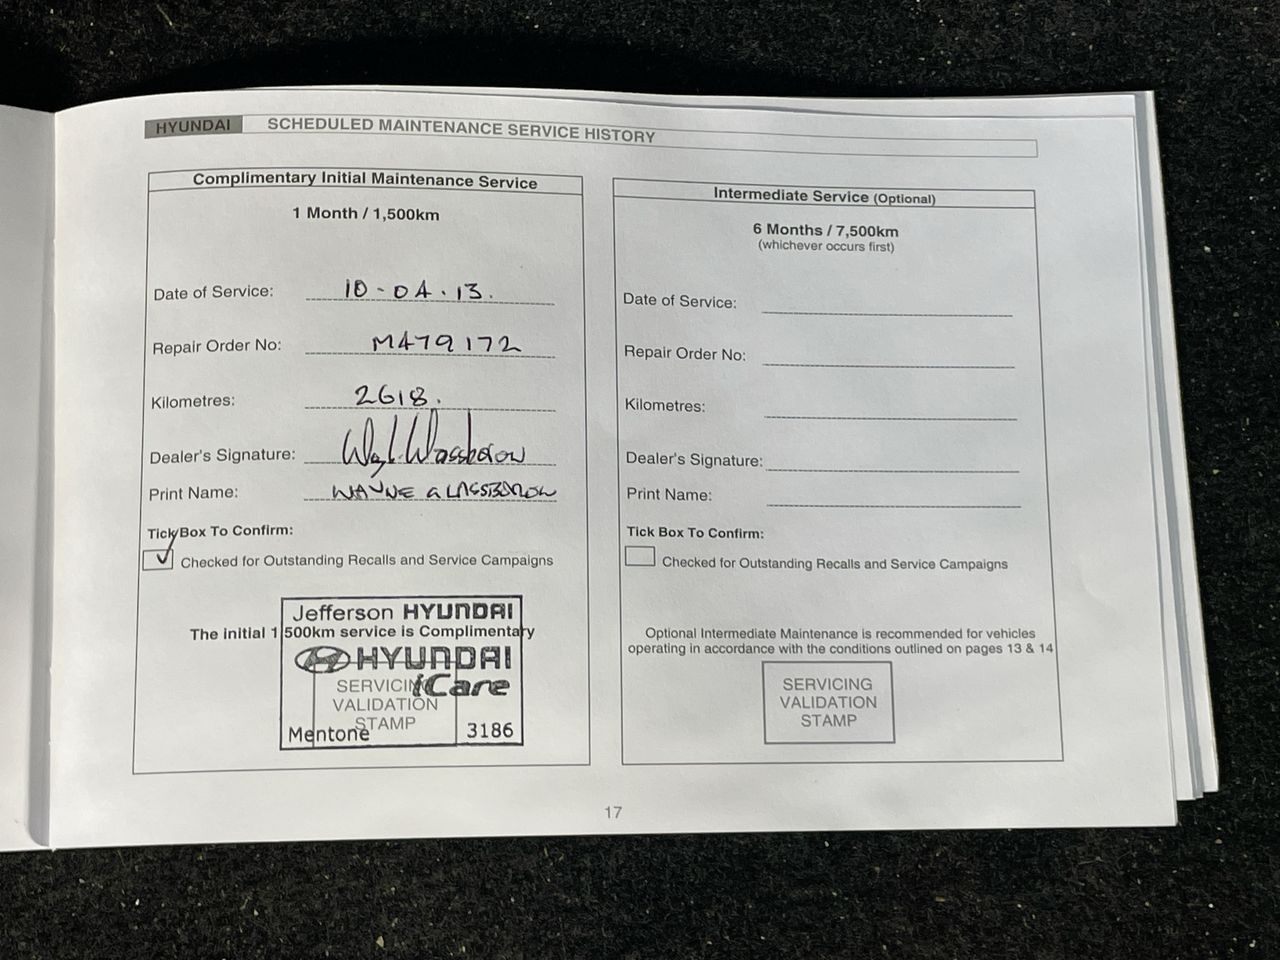 HYUNDAI SCHEDULED MAINTENANCE SERVICE HISTORY
Complimentary Initial Maintenance Service
1 Month / 1,500km
Date of Service: 10-04.13.
Repair Order No: M479172
Kilometres: 2618.
Dealer's Signature:
Print Name: WAYNE GLASSBOROW
Tick Box To Confirm:
Checked for Outstanding Recalls and Service Campaigns
Jefferson HYUNDAI
The initial 1 500km service is Complimentary
HYUNDAI
iCare
SERVICING
VALIDATION
STAMP
Mentone 3186
Intermediate Service (Optional)
6 Months / 7,500km
(whichever occurs first)
Date of Service:
Repair Order No:
Kilometres:
Dealer's Signature:
Print Name:
Tick Box To Confirm:
Checked for Outstanding Recalls and Service Campaigns
Optional Intermediate Maintenance is recommended for vehicles
operating in accordance with the conditions outlined on pages 13 & 14
SERVICING
VALIDATION
STAMP
17